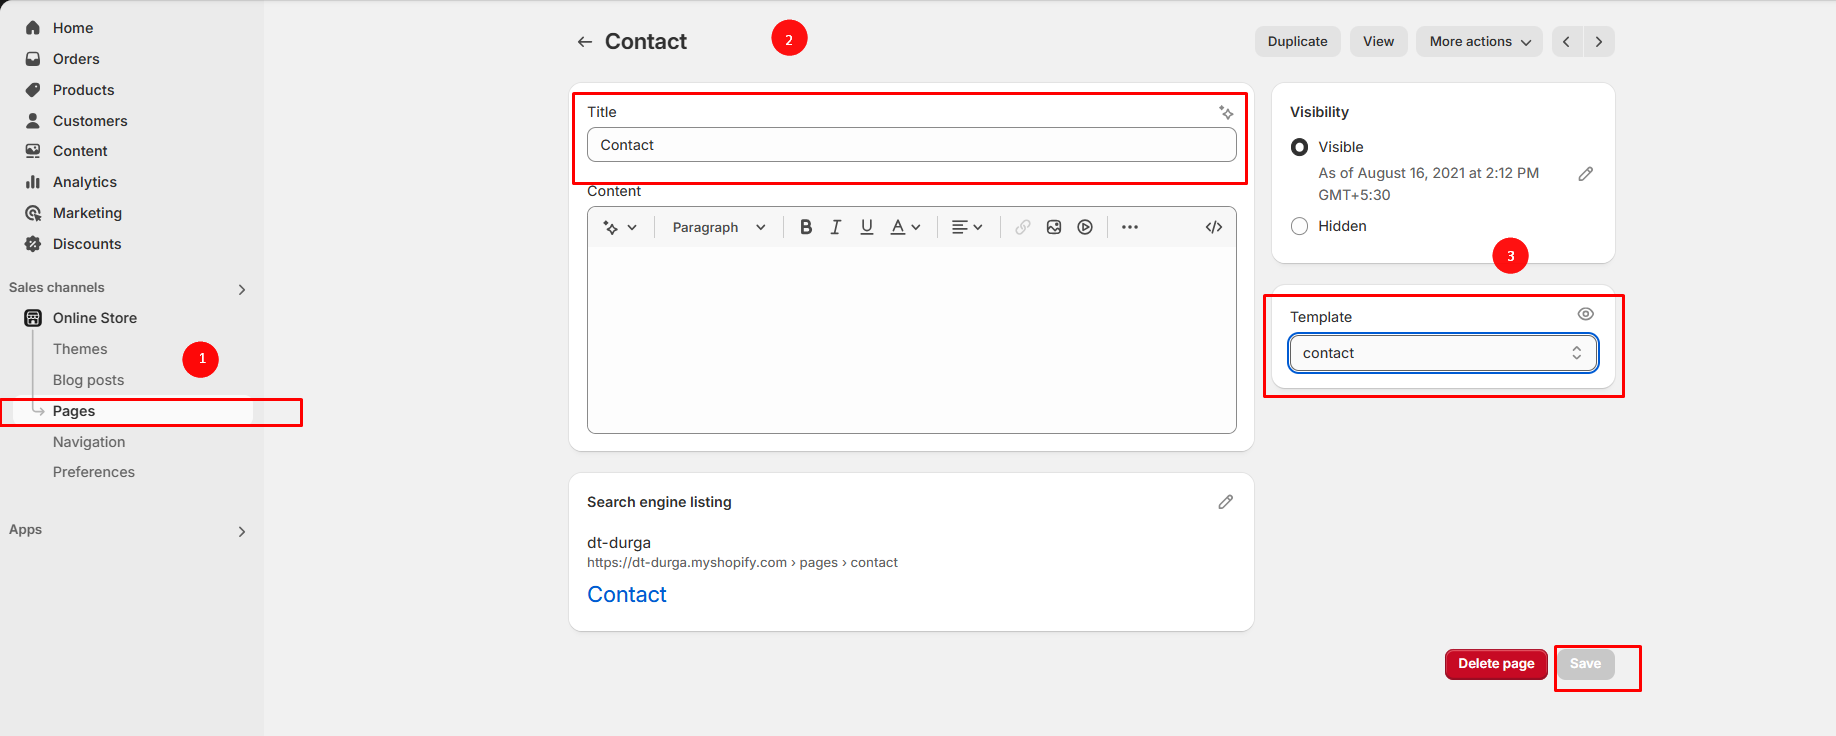 Home
Orders
Products
Customers
Content
Analytics
Marketing
Discounts
Sales channels
Online Store
Themes
1
Blog posts
Pages
Navigation
Preferences
Apps
Contact
2
Duplicate
View
More actions
Title
Contact
Content
Paragraph
B I U A
Search engine listing
dt-durga
https://dt-durga.myshopify.com › pages › contact
Contact
Visibility
Visible
As of August 16, 2021 at 2:12 PM
GMT+5:30
Hidden
3
Template
contact
Delete page
Save